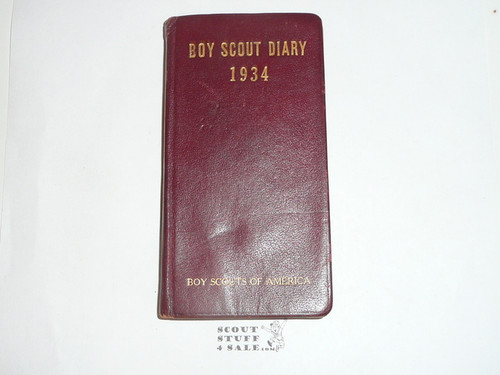 BOY SCOUT DIARY
1934
BOY SCOUTS OF AMERICA
SCOUT
STUFF
4 SALE.com